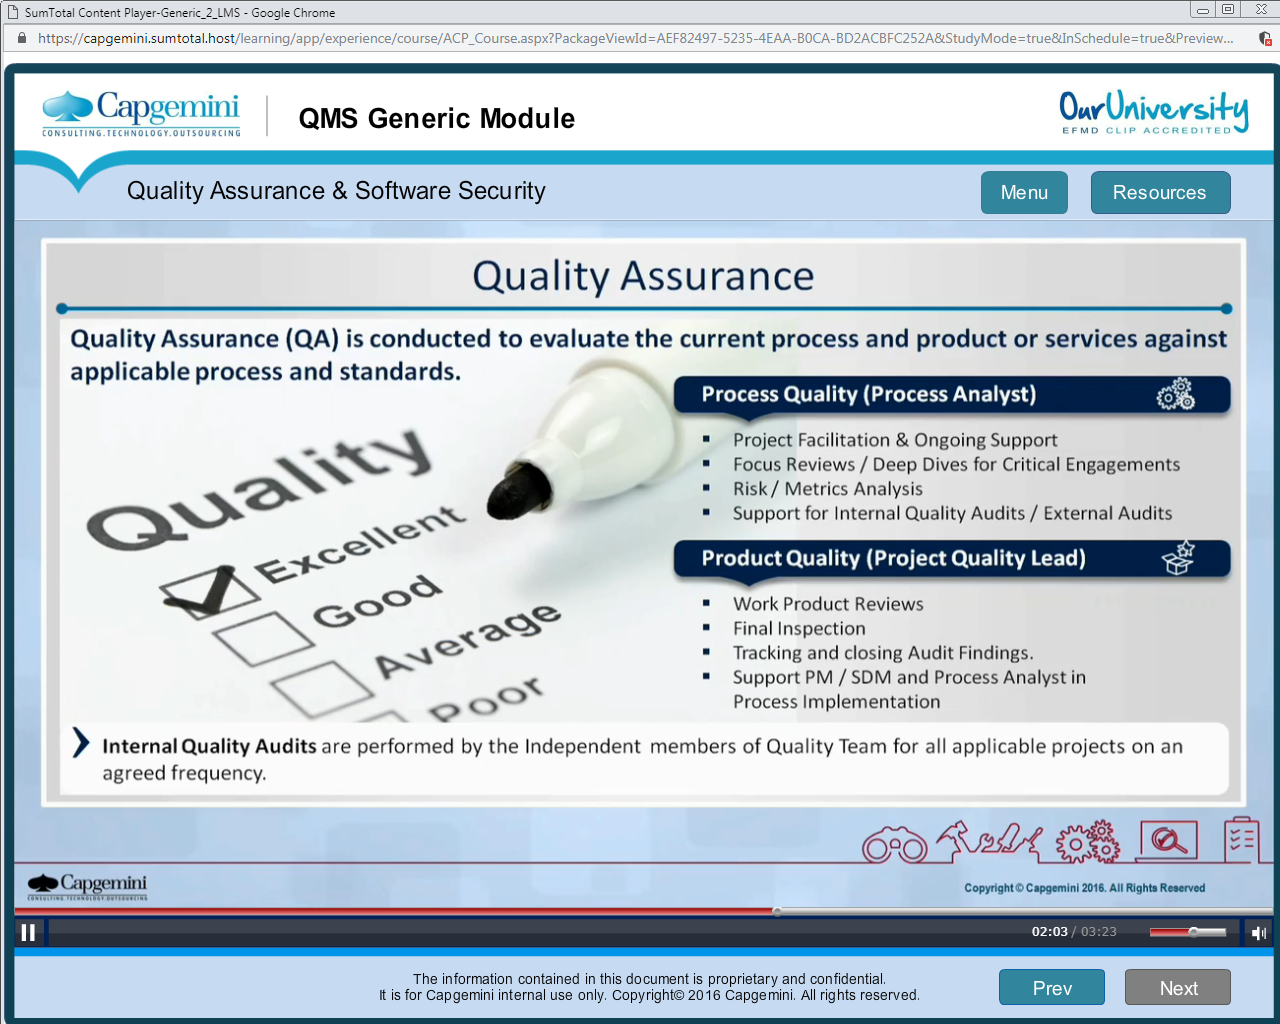 SumTotal Content Player-Generic_2_LMS - Google Chrome
https://capgemini.sumtotal.host/learning/app/experience/course/ACP_Course.aspx?PackageViewId=AEF82497-5235-4EAA-B0CA-BD2ACBFC252A&StudyMode=true&InSchedule=true&Preview...
Capgemini
CONSULTING.TECHNOLOGY.OUTSOURCING
QMS Generic Module
OurUniversity
EFMD CLIP ACCREDITED
Quality Assurance & Software Security
Menu
Resources
Quality Assurance
Quality Assurance (QA) is conducted to evaluate the current process and product or services against
applicable process and standards.
Quality
Excellent
Good
Average
Poor
Process Quality (Process Analyst)
▪ Project Facilitation & Ongoing Support
▪ Focus Reviews / Deep Dives for Critical Engagements
▪ Risk / Metrics Analysis
▪ Support for Internal Quality Audits / External Audits
Product Quality (Project Quality Lead)
▪ Work Product Reviews
▪ Final Inspection
▪ Tracking and closing Audit Findings.
▪ Support PM / SDM and Process Analyst in
Process Implementation
Internal Quality Audits are performed by the Independent members of Quality Team for all applicable projects on an
agreed frequency.
Capgemini
CONSULTING.TECHNOLOGY.OUTSOURCING
Copyright © Capgemini 2016. All Rights Reserved
02:03 / 03:23
The information contained in this document is proprietary and confidential.
It is for Capgemini internal use only. Copyright© 2016 Capgemini. All rights reserved.
Prev
Next